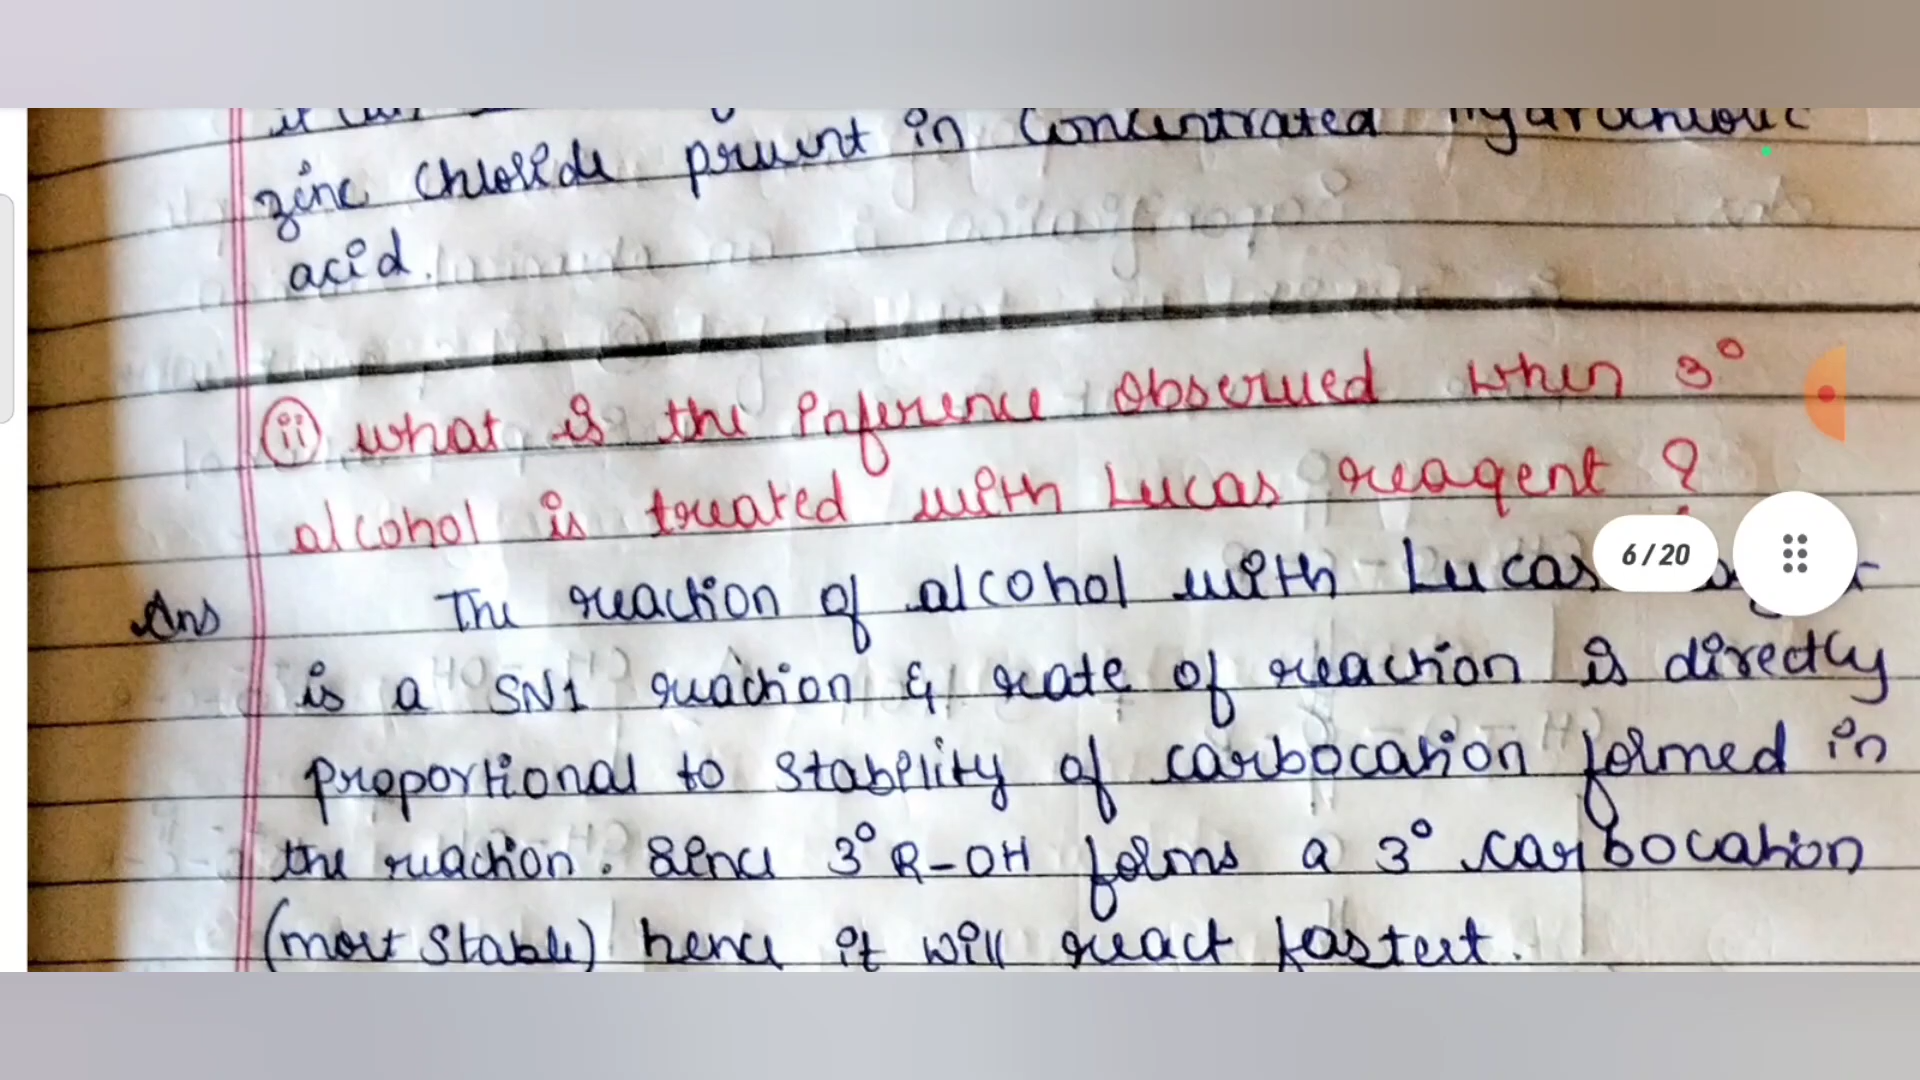 zinc chloride present in concentrated hydrochloric
acid.
(ii) what is the inference observed when 3°
alcohol is treated with Lucas reagent ?
Ans The reaction of alcohol with Lucas
6/20
is a SN1 reaction & rate of reaction is directly
proportional to stability of carbocation formed in
the reaction. Since 3° R-OH forms a 3° carbocation
(most stable) hence it will react fastest.